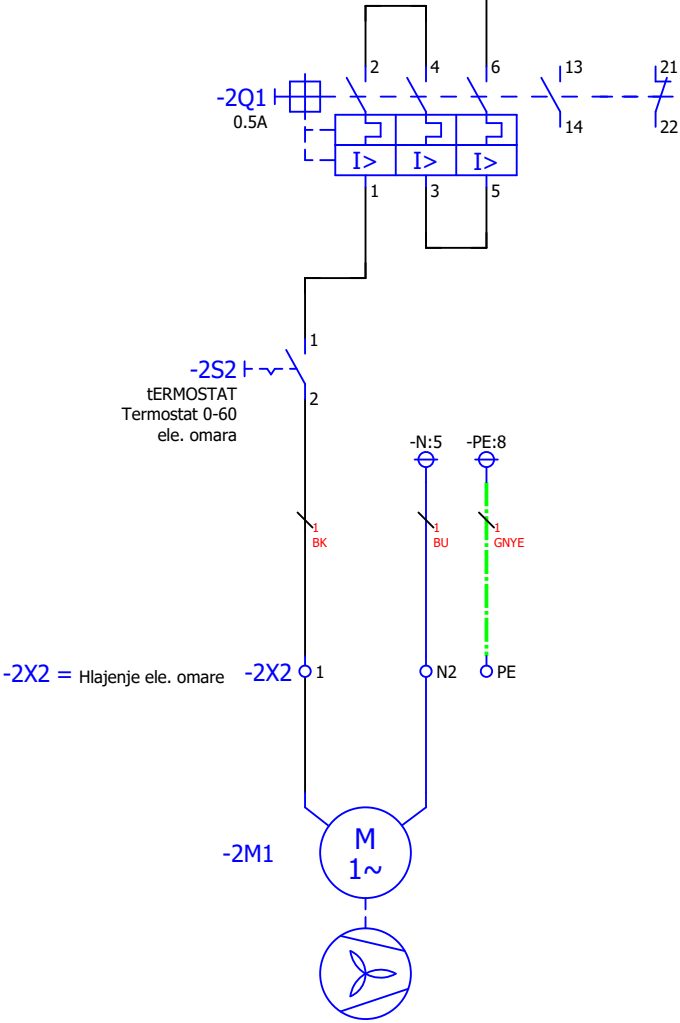 2 4 6 13 21
-2Q1
0.5A
14 22
I> I> I>
1 3 5
1
-2S2
tERMOSTAT
2
Termostat 0-60
ele. omara
-N:5 -PE:8
1 1 1
BK BU GNYE
-2X2 = Hlajenje ele. omare -2X2 1 N2 PE
M
-2M1
1~